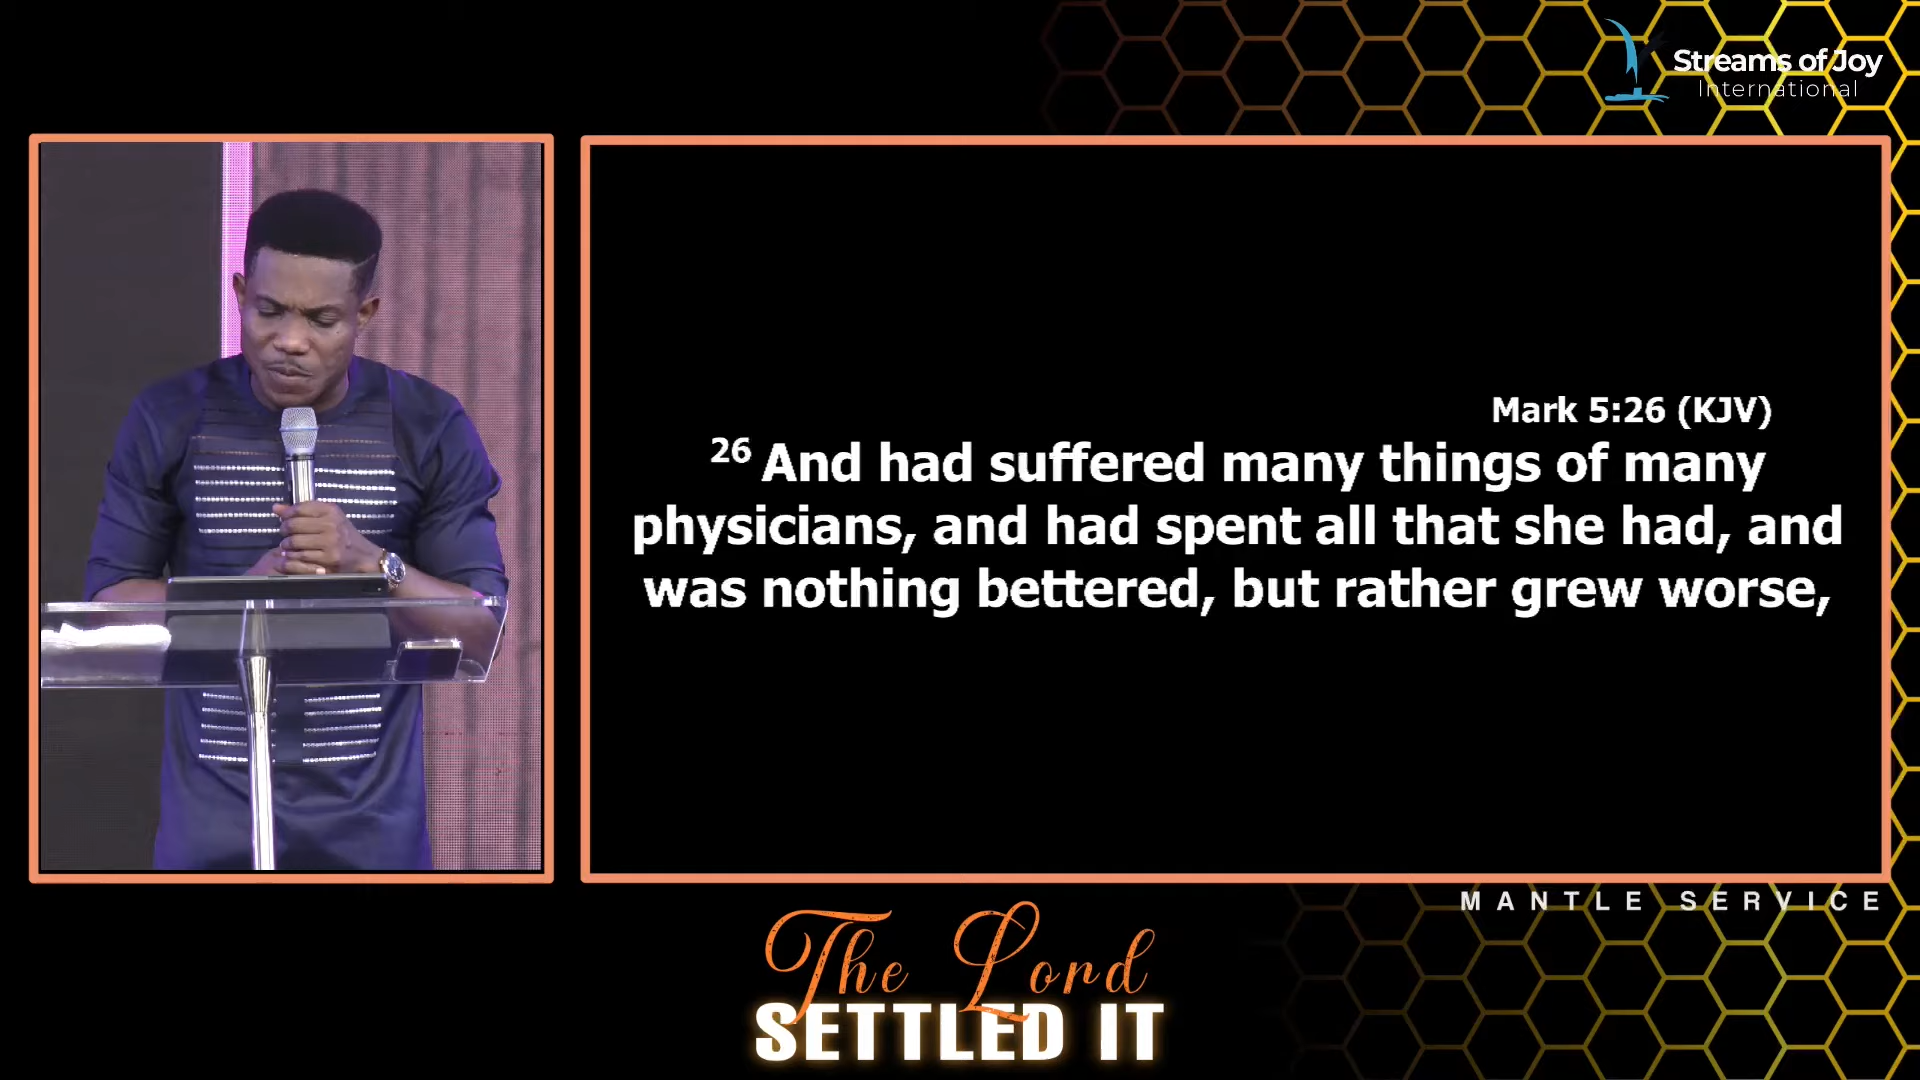 Streams of Joy
International
Mark 5:26 (KJV)
26 And had suffered many things of many
physicians, and had spent all that she had, and
was nothing bettered, but rather grew worse,
MANTLE SERVICE
The Lord
SETTLED IT